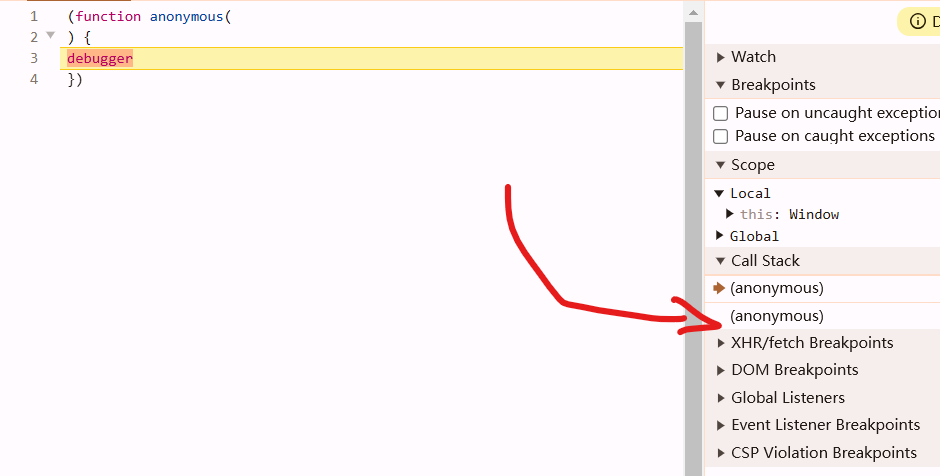 1 (function anonymous(
2 ) {
3 debugger
4 })
D
Watch
Breakpoints
Pause on uncaught exception
Pause on caught exceptions
Scope
Local
this: Window
Global
Call Stack
(anonymous)
(anonymous)
XHR/fetch Breakpoints
DOM Breakpoints
Global Listeners
Event Listener Breakpoints
CSP Violation Breakpoints